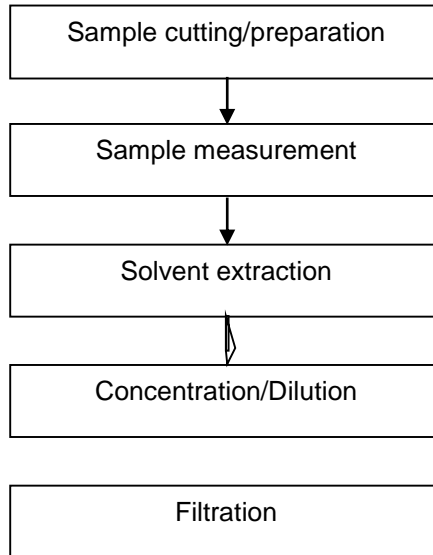 Sample cutting/preparation
Sample measurement
Solvent extraction
Concentration/Dilution
Filtration